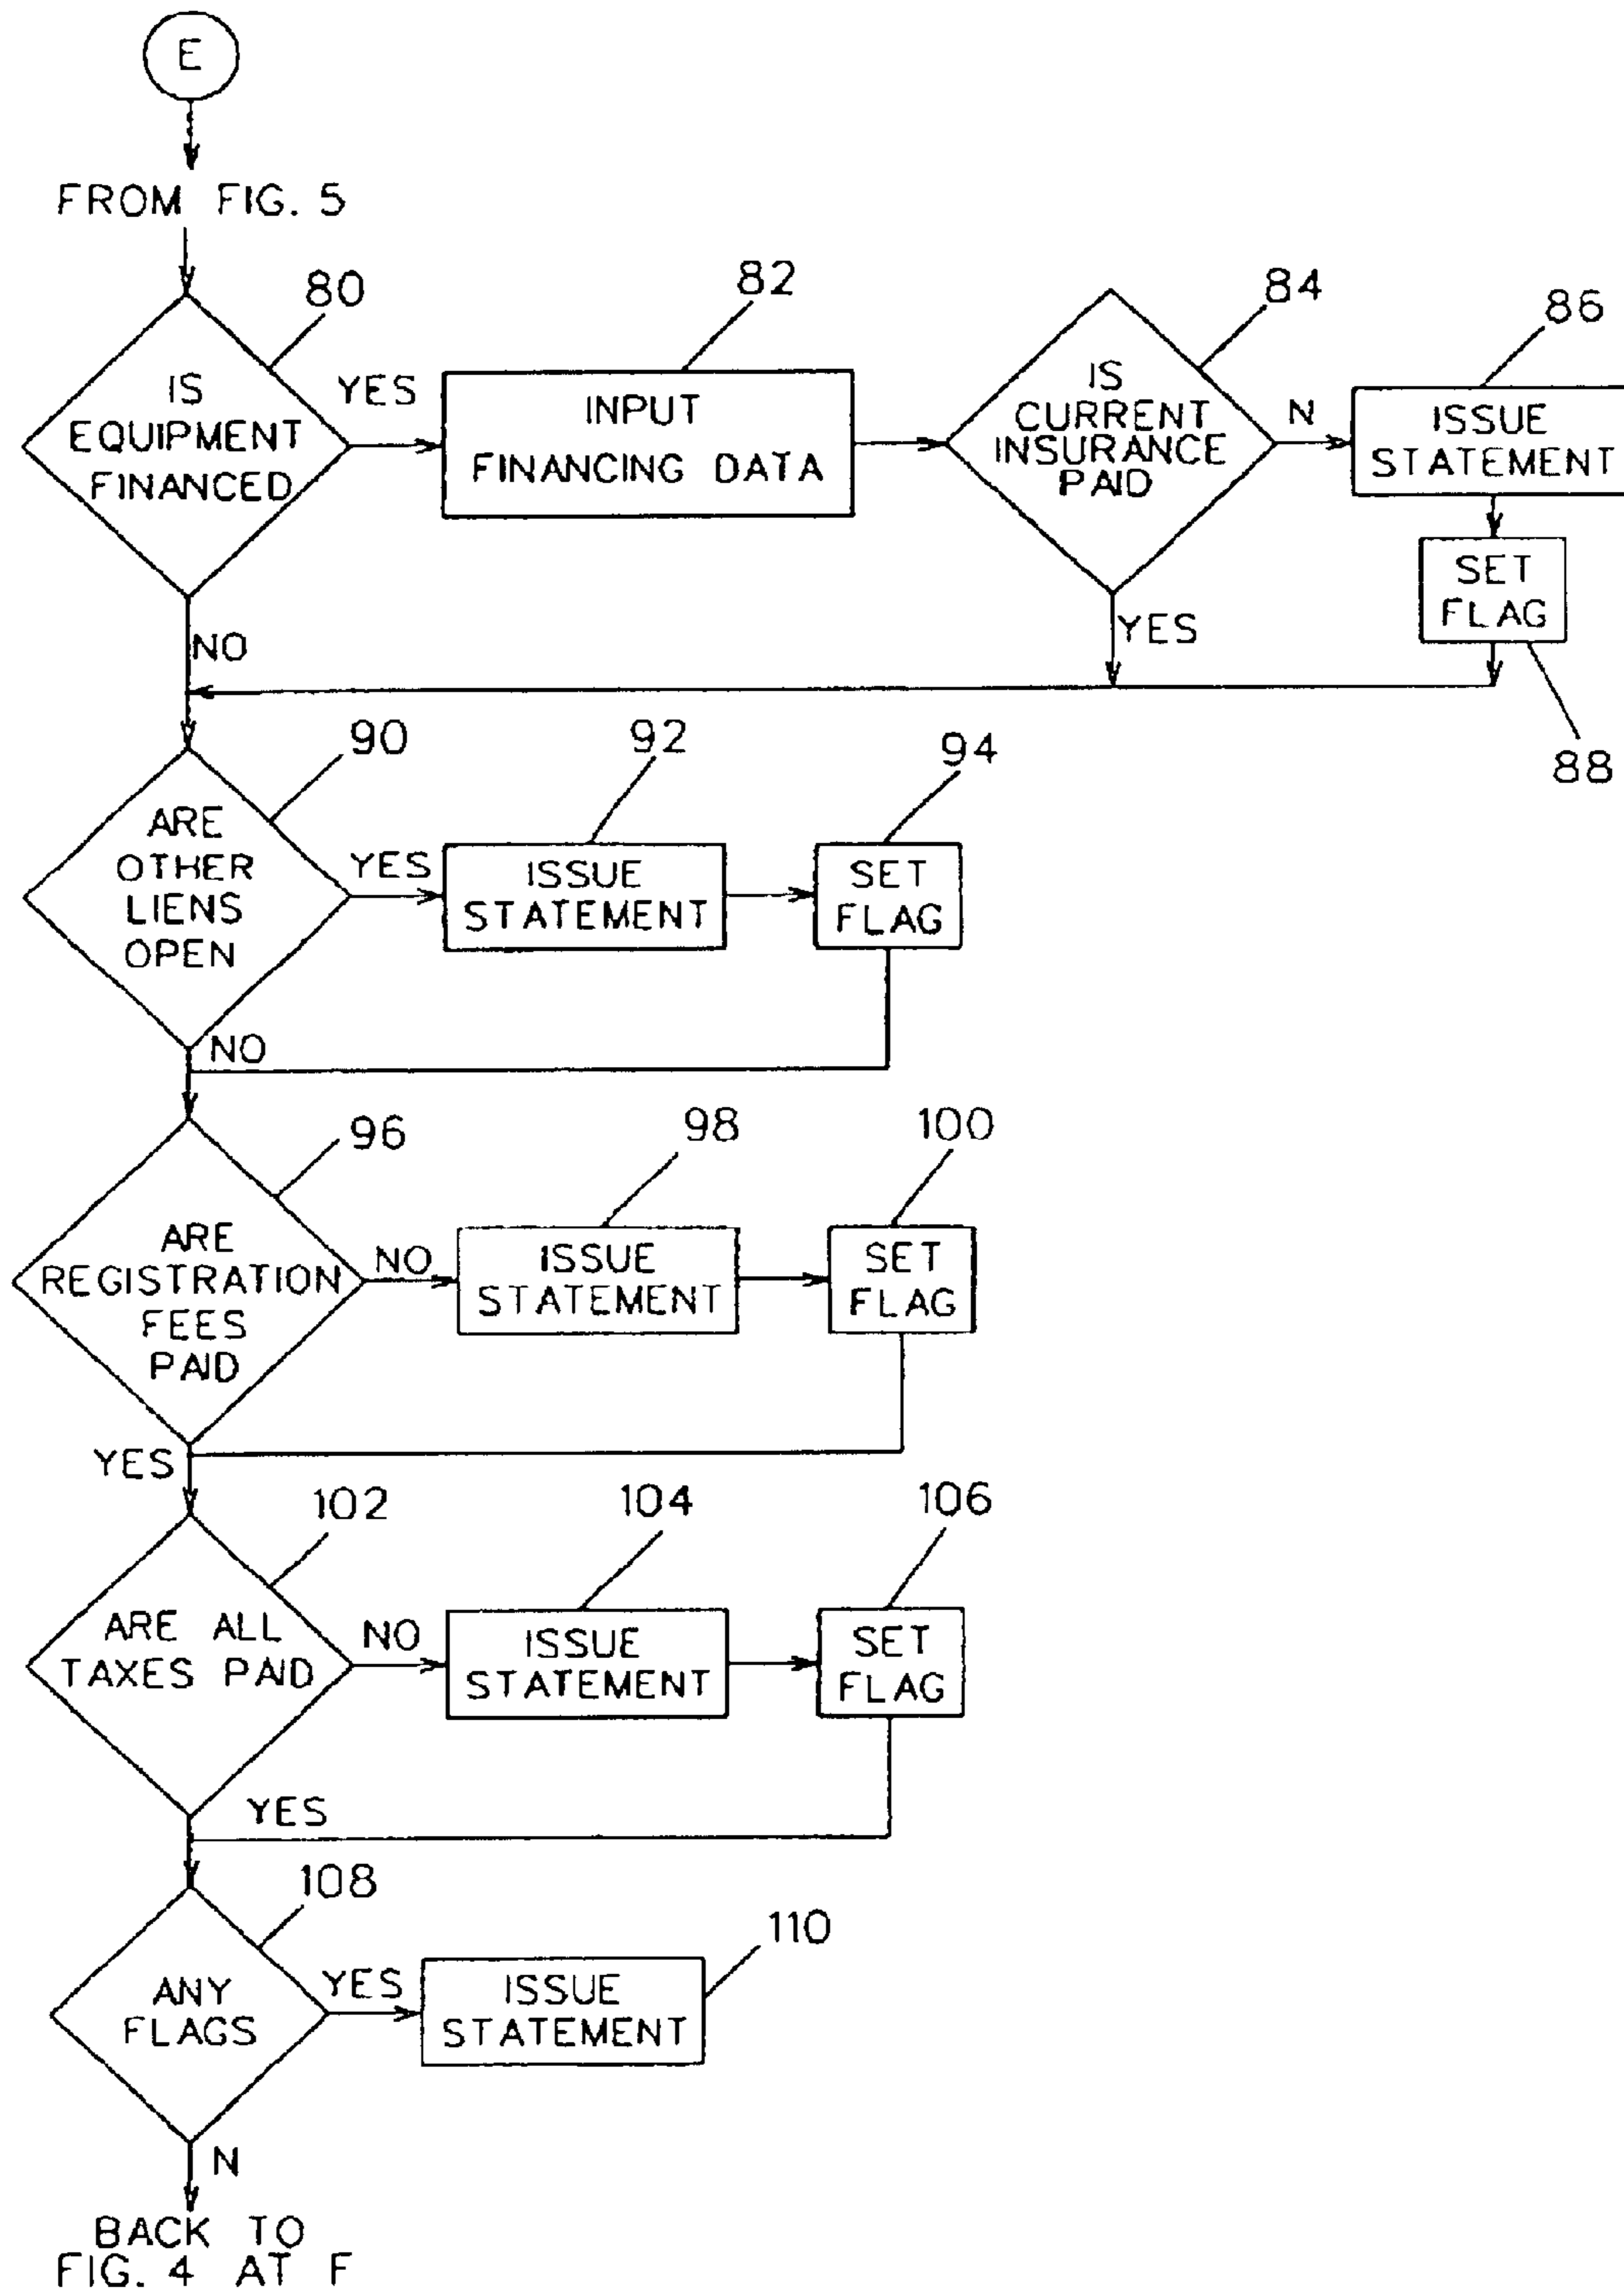 E
FROM FIG. 5
80
82
84
86
IS
EQUIPMENT
FINANCED
YES
INPUT
FINANCING DATA
IS
CURRENT
INSURANCE
PAID
N
ISSUE
STATEMENT
SET
FLAG
NO
YES
88
90
92
94
ARE
OTHER
LIENS
OPEN
YES
ISSUE
STATEMENT
SET
FLAG
NO
96
98
100
ARE
REGISTRATION
FEES
PAID
NO
ISSUE
STATEMENT
SET
FLAG
YES
102
104
106
ARE ALL
TAXES PAID
NO
ISSUE
STATEMENT
SET
FLAG
YES
108
110
ANY
FLAGS
YES
ISSUE
STATEMENT
N
BACK TO
FIG. 4 AT F